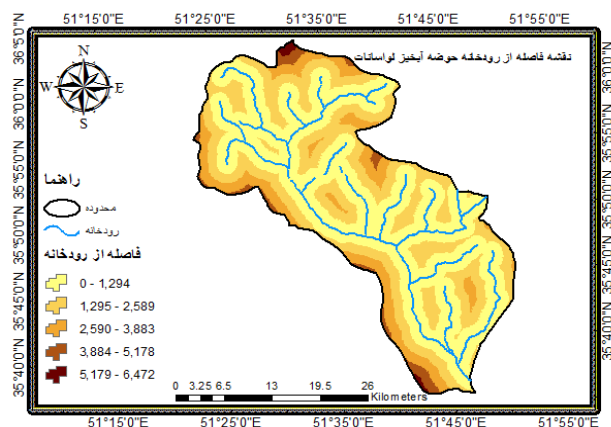 51°15'0"E 51°25'0"E 51°35'0"E 51°45'0"E 51°55'0"E
نقشه فاصله از رودخانه حوضه آبخیز لواسانات
N
W E
S
راهنما
محدوده
رودخانه
فاصله از رودخانه
0 - 1,294
1,295 - 2,589
2,590 - 3,883
3,884 - 5,178
5,179 - 6,472
0 3.25 6.5 13 19.5 26
Kilometers
36°5'0"N
36°0'0"N
35°55'0"N
35°50'0"N
35°45'0"N
35°40'0"N
36°5'0"N
36°0'0"N
35°55'0"N
35°50'0"N
35°45'0"N
35°40'0"N
51°15'0"E 51°25'0"E 51°35'0"E 51°45'0"E 51°55'0"E